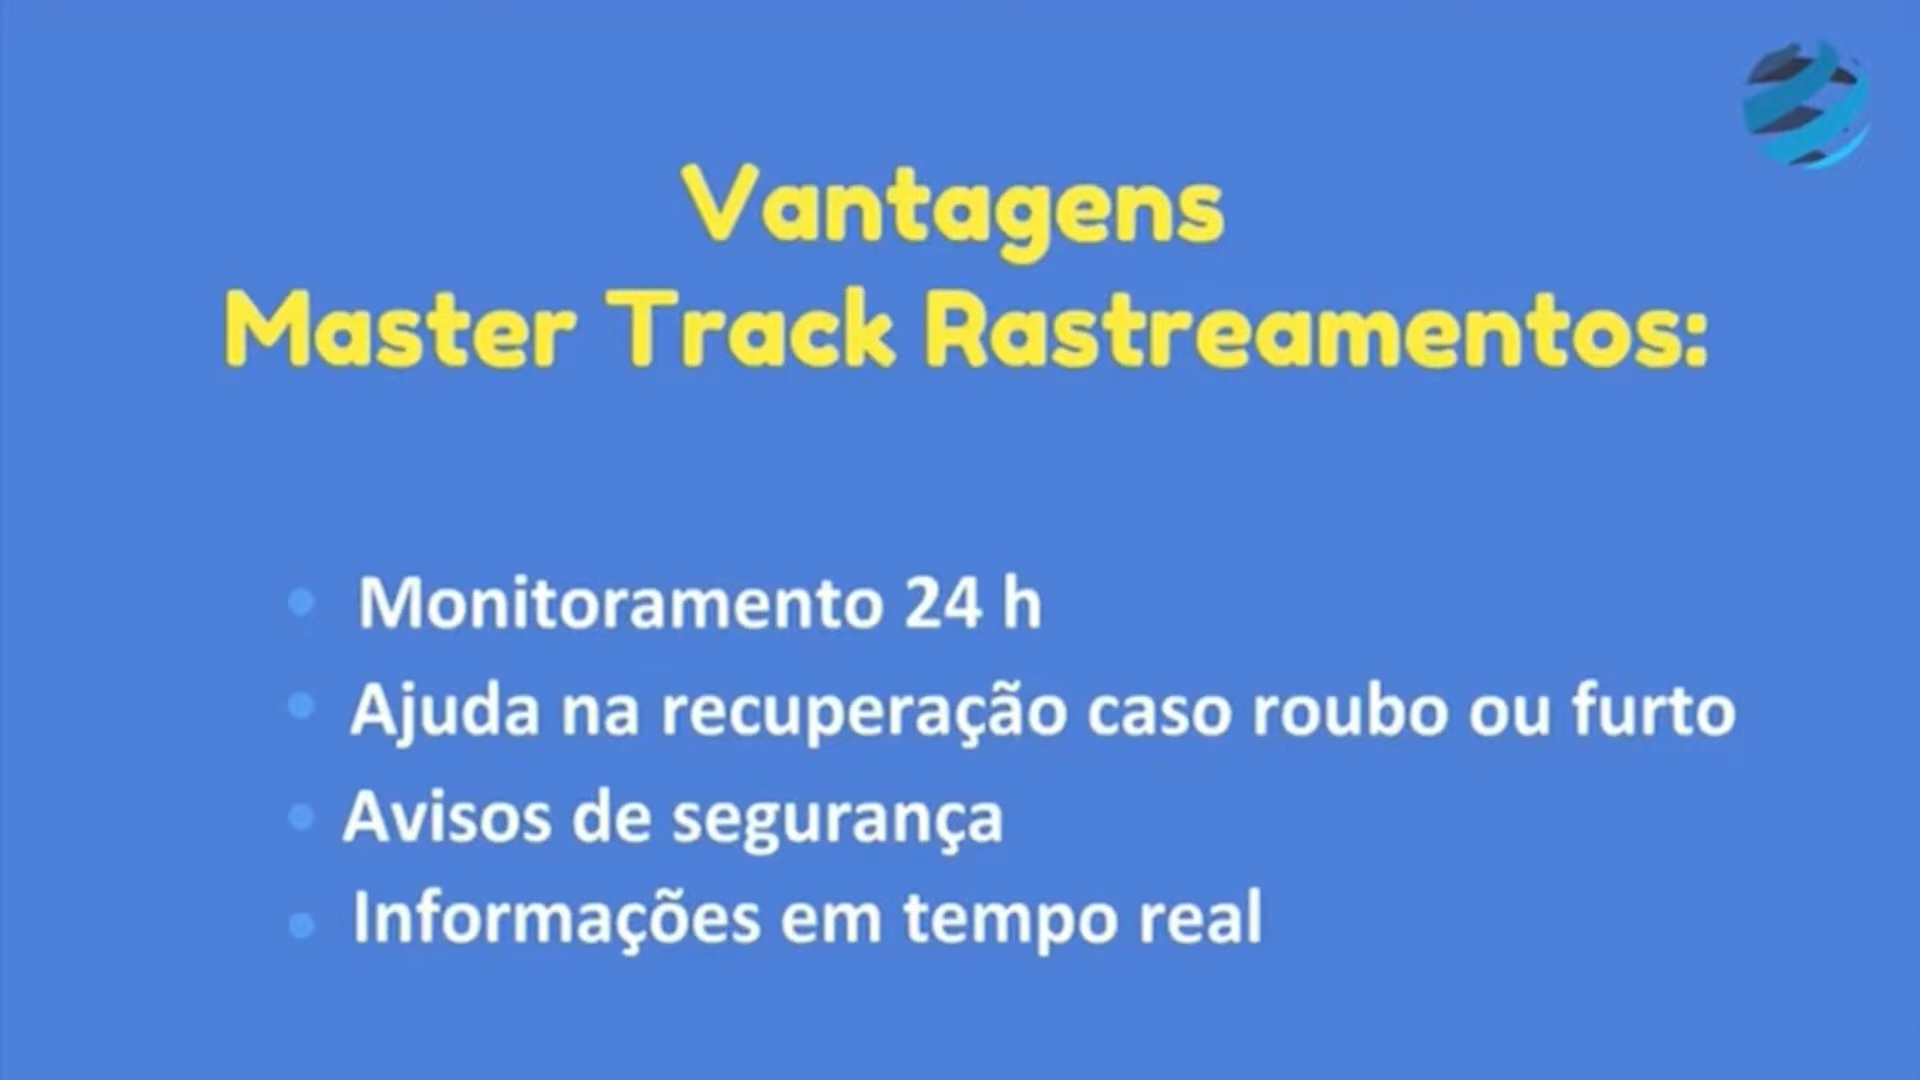 Vantagens
Master Track Rastreamentos:
• Monitoramento 24 h
• Ajuda na recuperação caso roubo ou furto
• Avisos de segurança
• Informações em tempo real